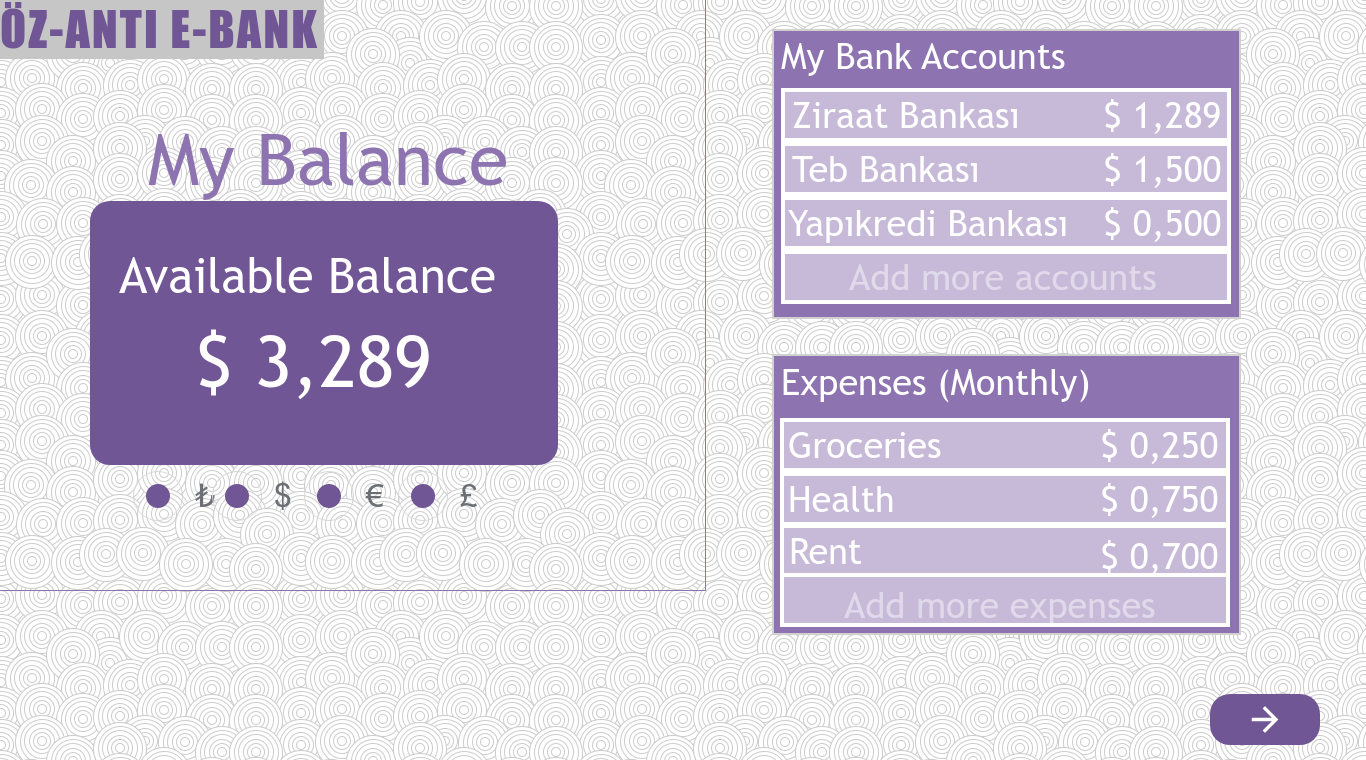 ÖZ-ANTI E-BANK
My Balance
Available Balance
$ 3,289
₺ $ € £
My Bank Accounts
Ziraat Bankası $ 1,289
Teb Bankası $ 1,500
Yapıkredi Bankası $ 0,500
Add more accounts
Expenses (Monthly)
Groceries $ 0,250
Health $ 0,750
Rent $ 0,700
Add more expenses